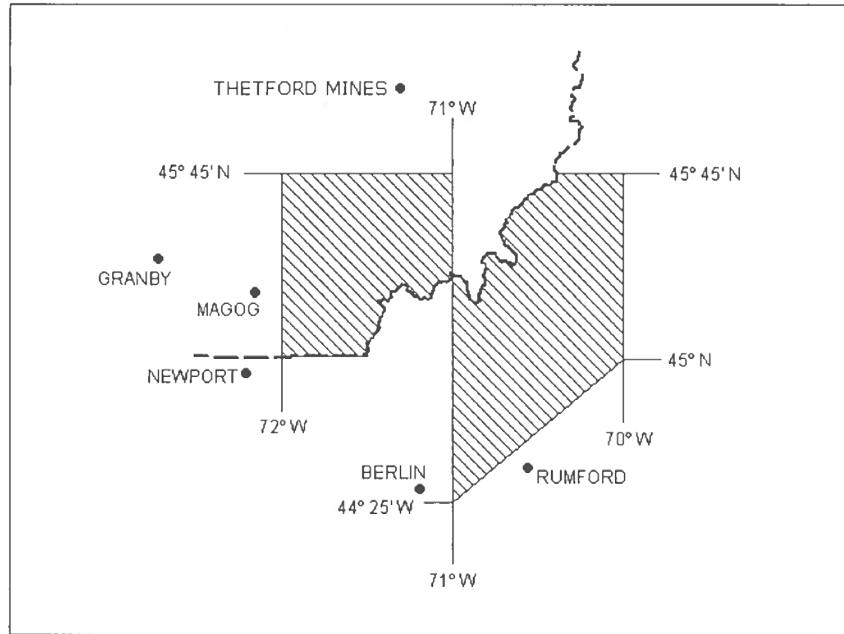 THETFORD MINES
71° W
45° 45' N
45° 45' N
GRANBY
MAGOG
NEWPORT
45° N
72° W
70° W
BERLIN
RUMFORD
44° 25' W
71° W